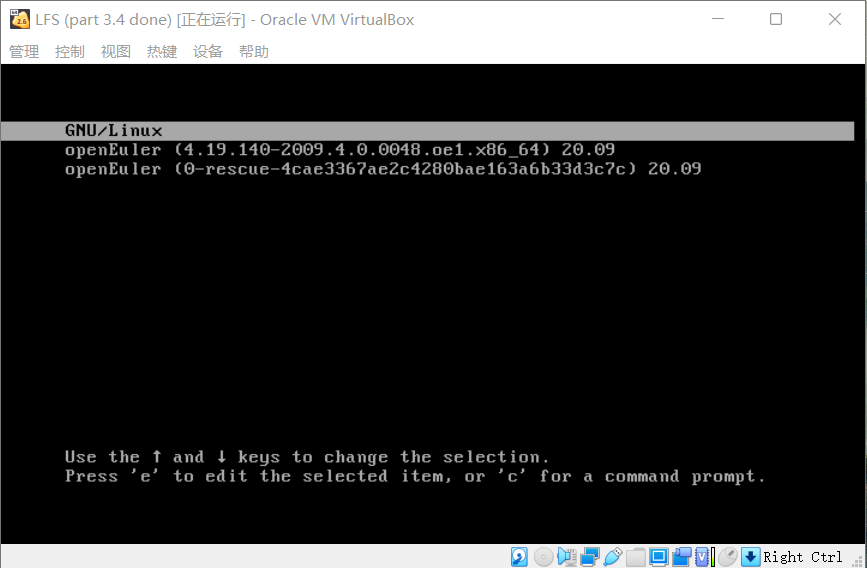 LFS (part 3.4 done) [正在运行] - Oracle VM VirtualBox
管理 控制 视图 热键 设备 帮助
GNU/Linux
openEuler (4.19.140-2009.4.0.0048.oe1.x86_64) 20.09
openEuler (0-rescue-4cae3367ae2c4280bae163a6b33d3c7c) 20.09
Use the ↑ and ↓ keys to change the selection.
Press 'e' to edit the selected item, or 'c' for a command prompt.
Right Ctrl